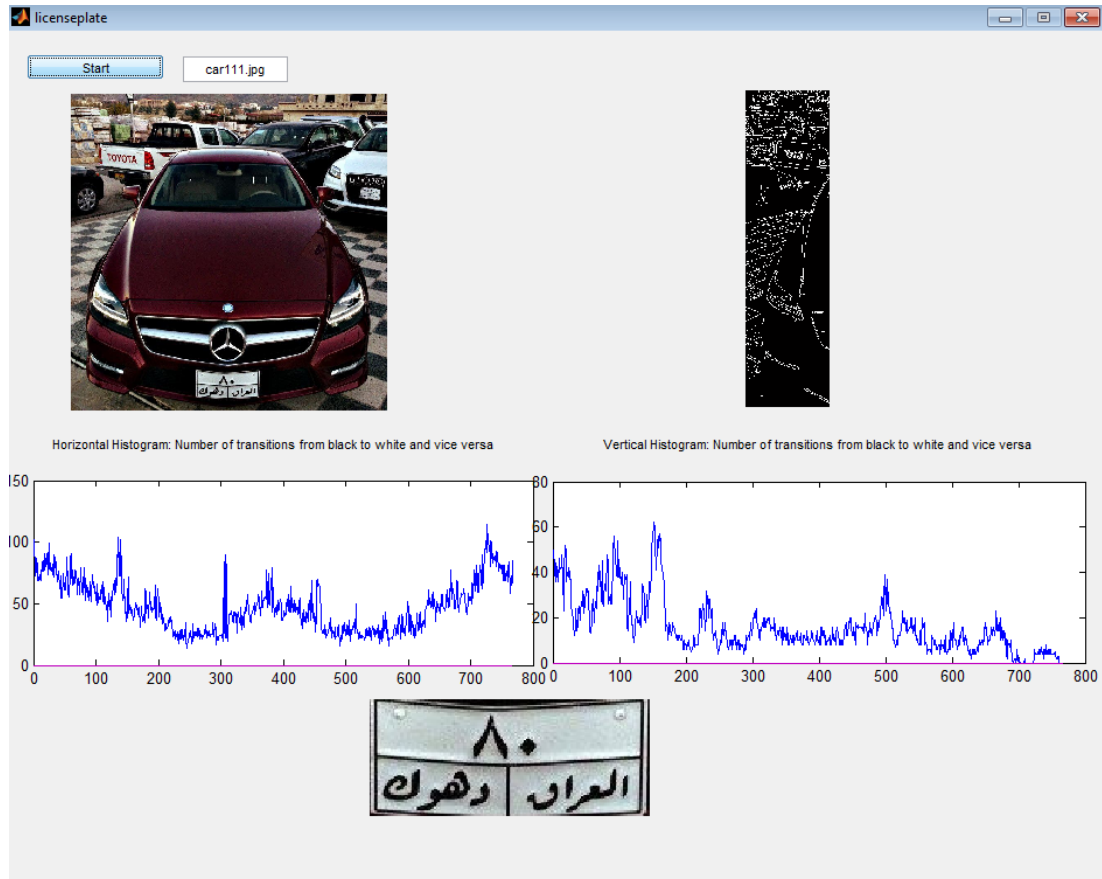 licenseplate
Start
car111.jpg
TOYOTA
٨٠
العراق دهوك
Horizontal Histogram: Number of transitions from black to white and vice versa
Vertical Histogram: Number of transitions from black to white and vice versa
150
100
50
0
0 100 200 300 400 500 600 700 800
80
60
40
20
0
0 100 200 300 400 500 600 700 800
٨٠
العراق دهوك